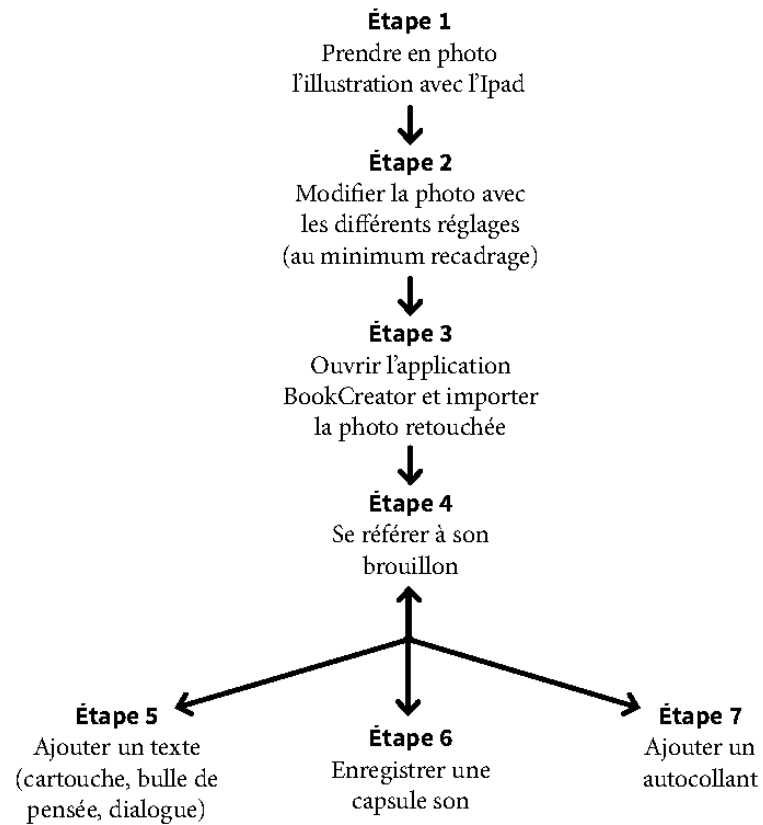 Étape 1
Prendre en photo
l'illustration avec l'Ipad
Étape 2
Modifier la photo avec
les différents réglages
(au minimum recadrage)
Étape 3
Ouvrir l'application
BookCreator et importer
la photo retouchée
Étape 4
Se référer à son
brouillon
Étape 5
Ajouter un texte
(cartouche, bulle de
pensée, dialogue)
Étape 6
Enregistrer une
capsule son
Étape 7
Ajouter un
autocollant